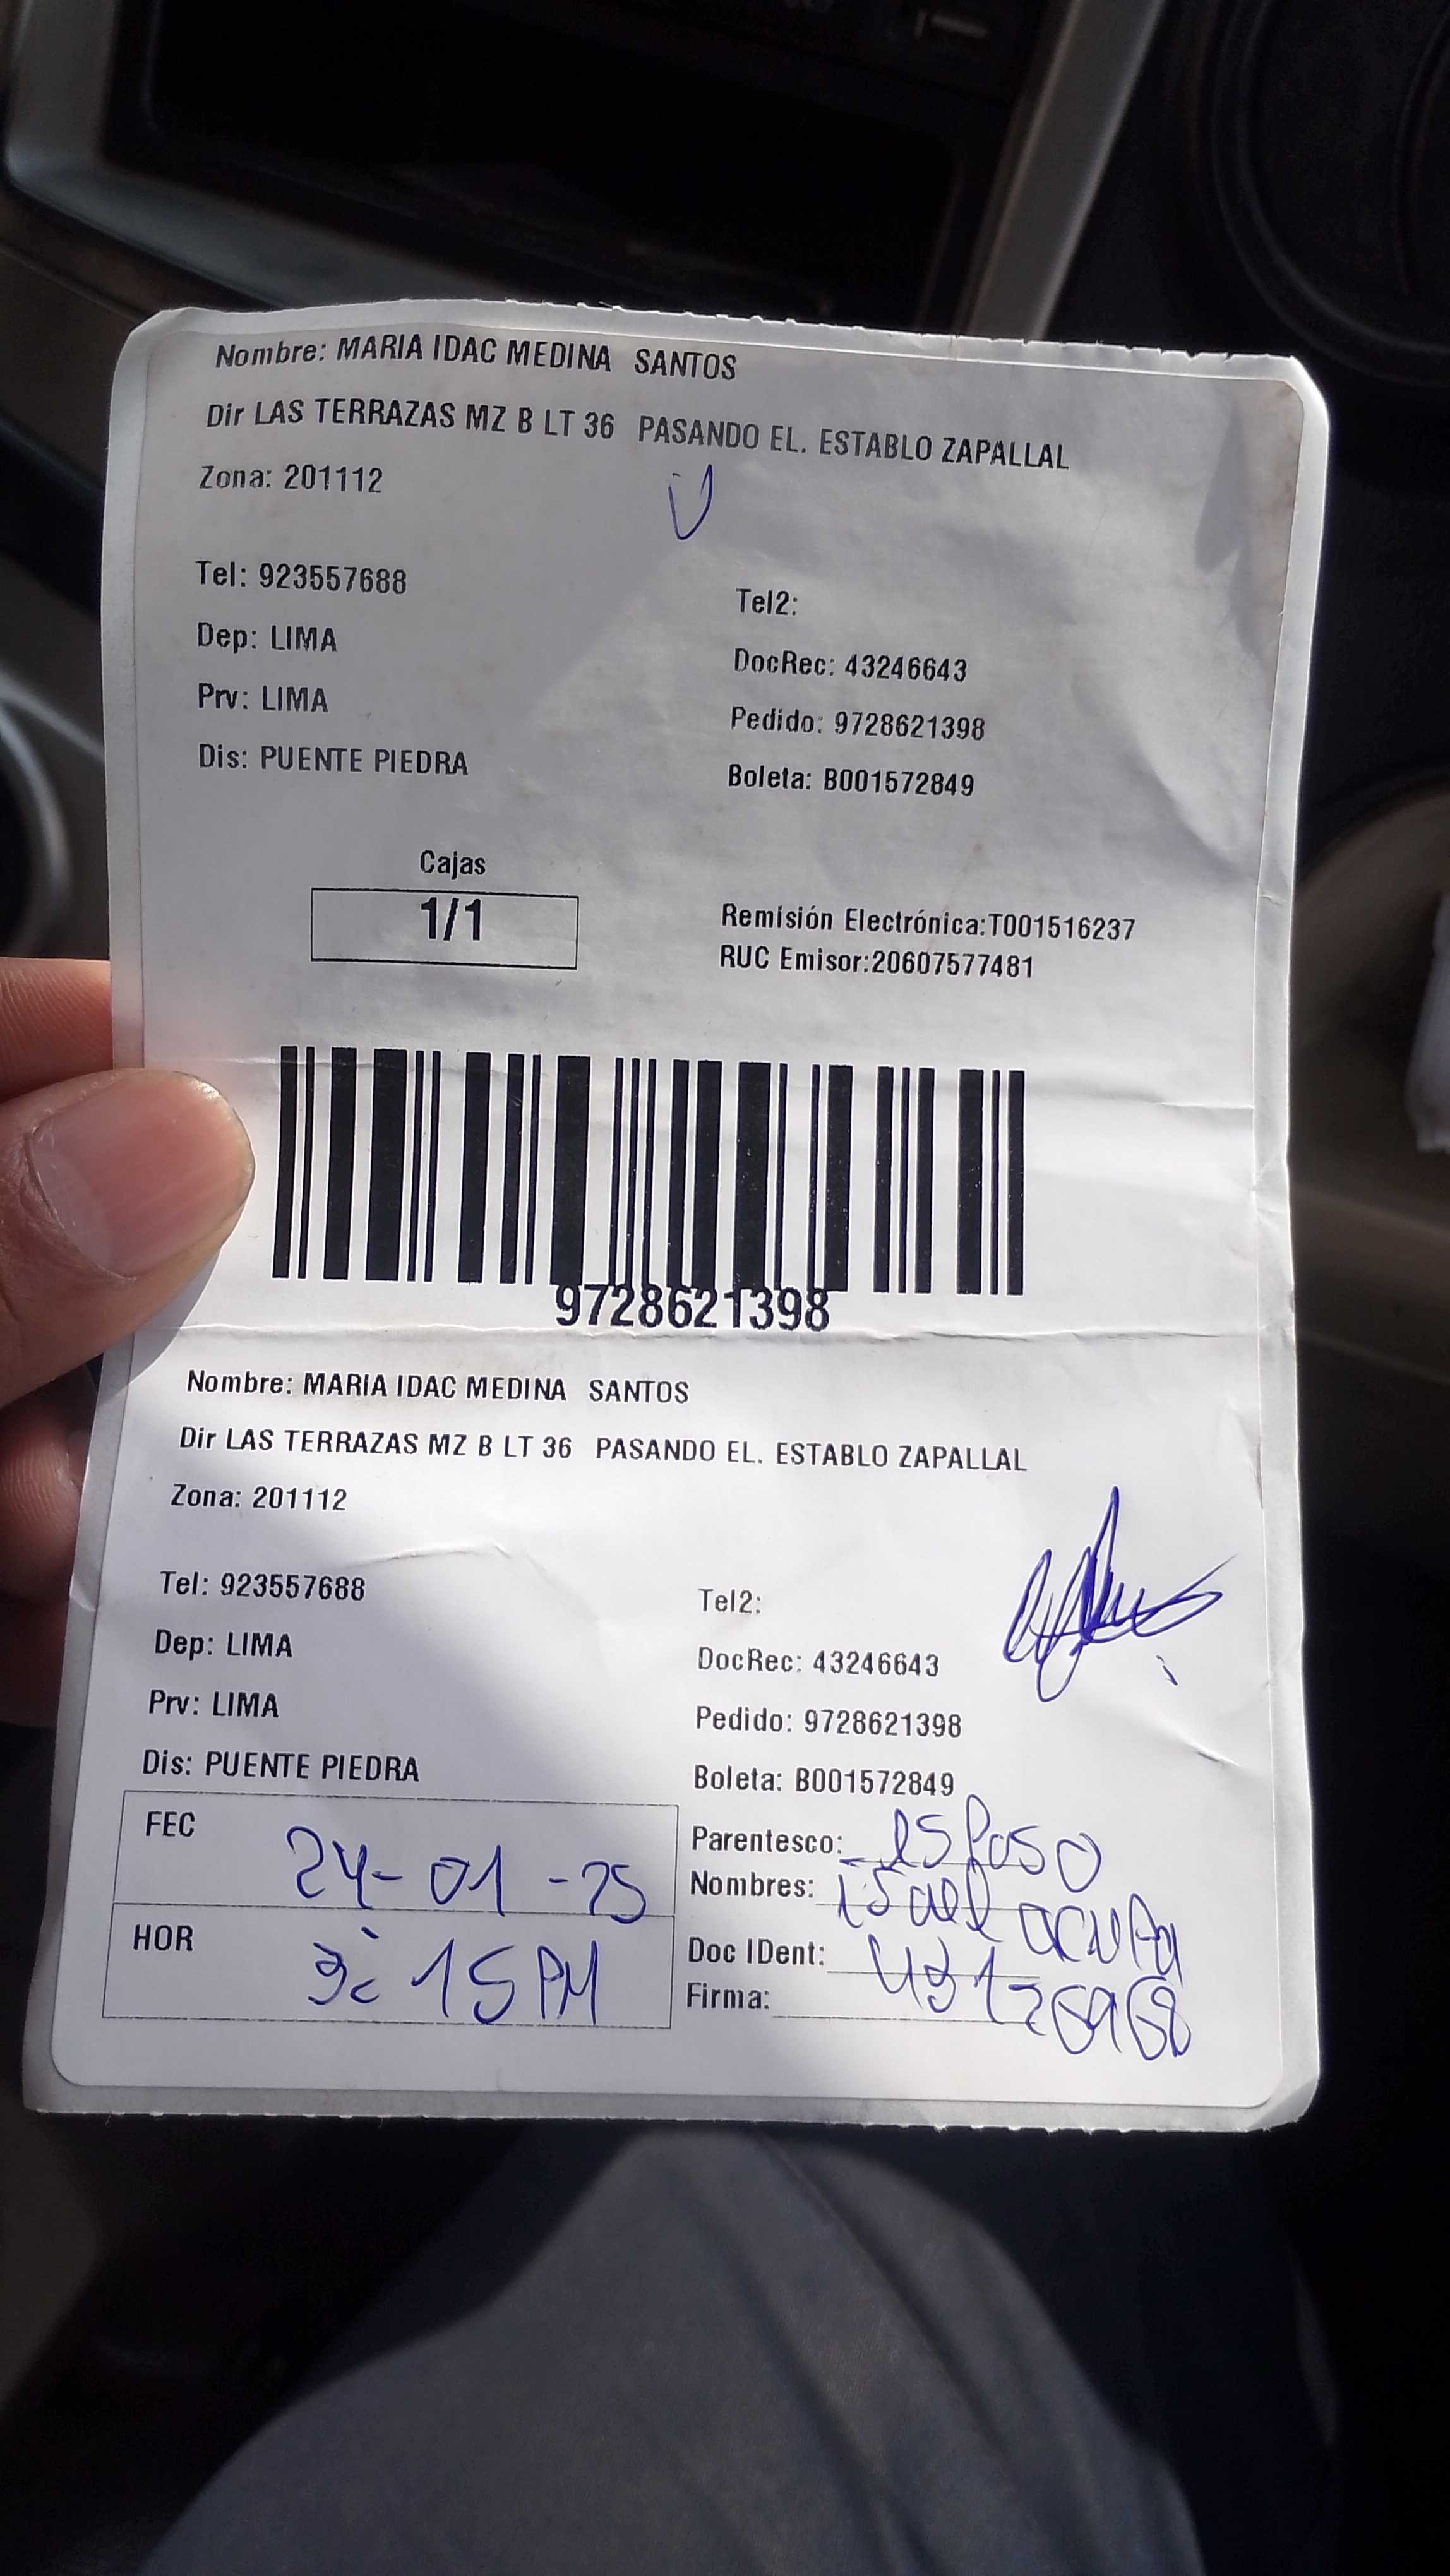 Nombre: MARIA IDAC MEDINA SANTOS
Dir LAS TERRAZAS MZ B LT 36 PASANDO EL. ESTABLO ZAPALLAL
Zona: 201112
Tel: 923557688
Tel2:
Dep: LIMA
DocRec: 43246643
Prv: LIMA
Pedido: 9728621398
Dis: PUENTE PIEDRA
Boleta: B001572849
Cajas
1/1
Remisión Electrónica:T001516237
RUC Emisor:20607577481
9728621398
Nombre: MARIA IDAC MEDINA SANTOS
Dir LAS TERRAZAS MZ B LT 36 PASANDO EL. ESTABLO ZAPALLAL
Zona: 201112
Tel: 923557688
Tel2:
Dep: LIMA
DocRec: 43246643
Prv: LIMA
Pedido: 9728621398
Dis: PUENTE PIEDRA
Boleta: B001572849
FEC 24-01-25
Parentesco: esposo
Nombres:
HOR 3:15 PM
Doc IDent:
Firma: